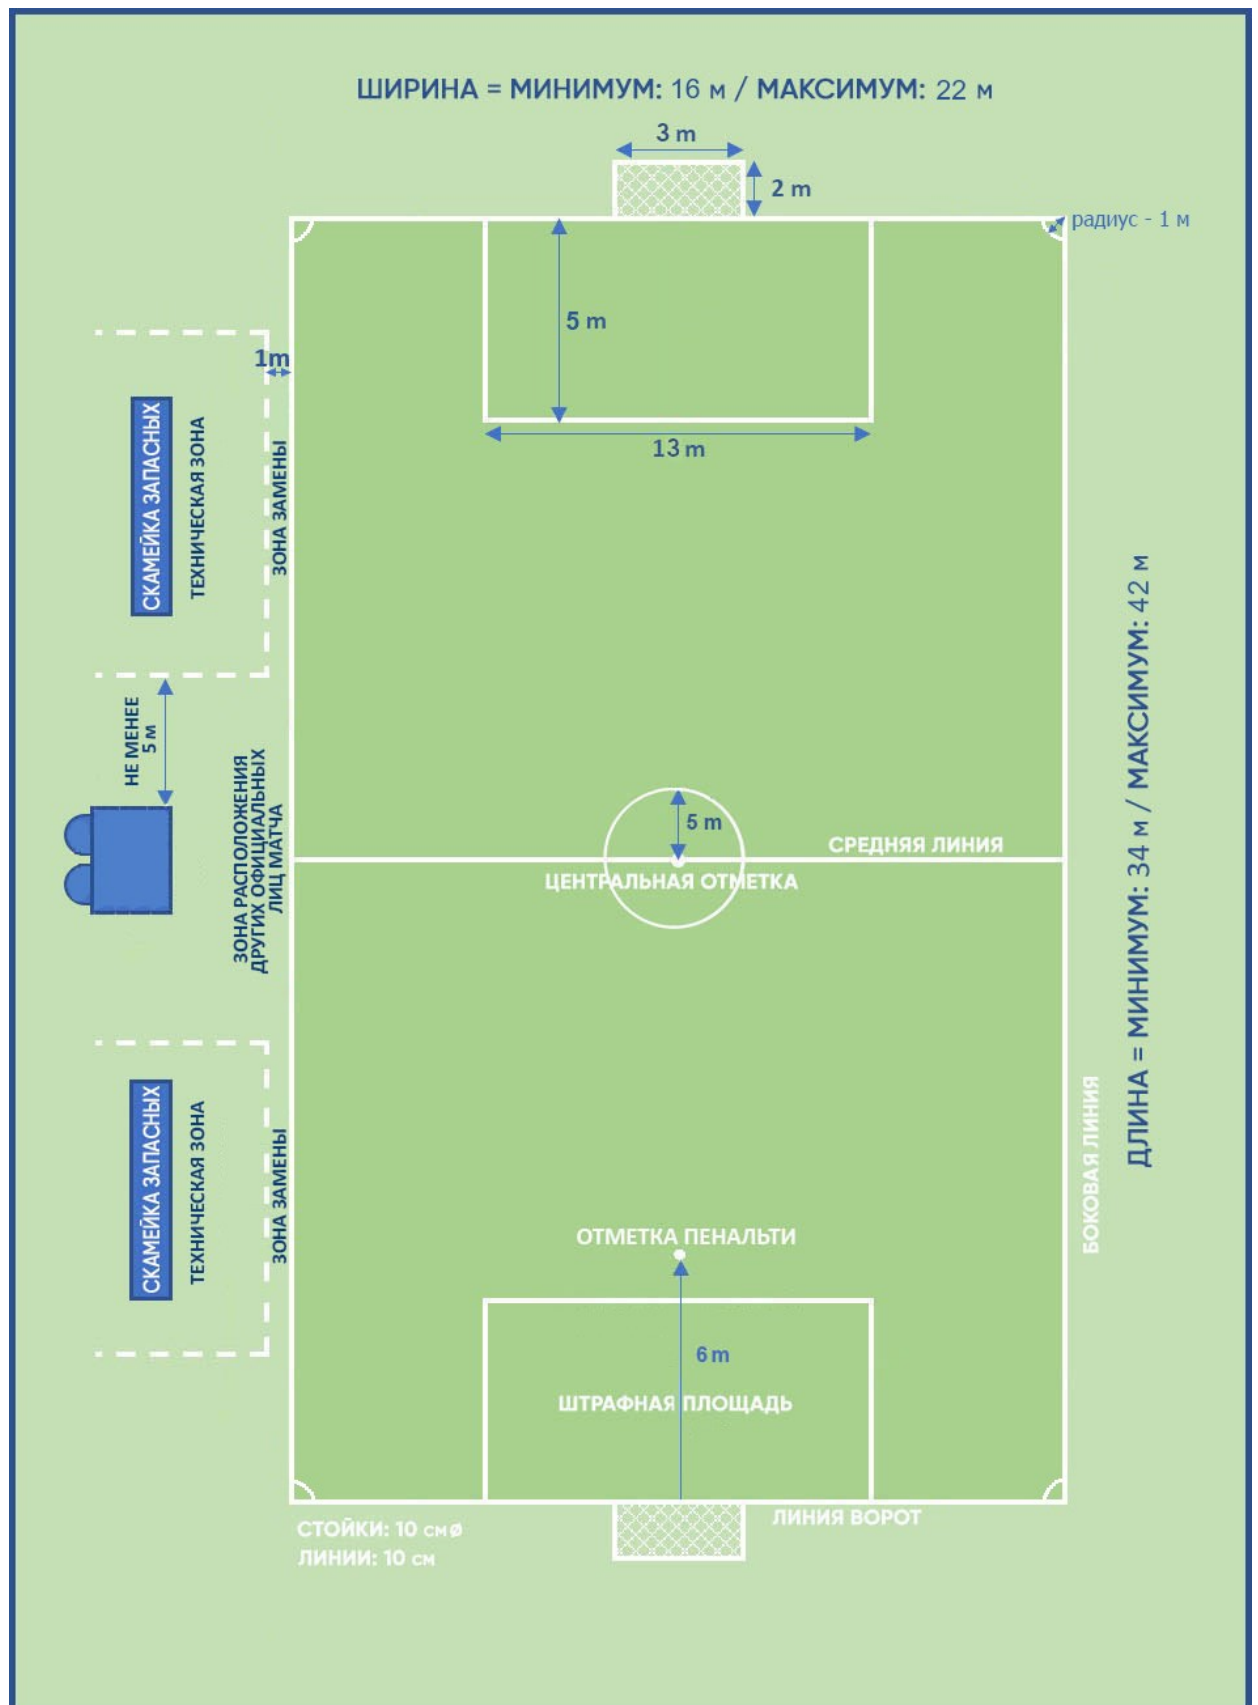 ШИРИНА = МИНИМУМ: 16 м / МАКСИМУМ: 22 м
3 m
2 m
радиус - 1 м
5 m
1m
13 m
СКАМЕЙКА ЗАПАСНЫХ
ТЕХНИЧЕСКАЯ ЗОНА
ЗОНА ЗАМЕНЫ
ДЛИНА = МИНИМУМ: 34 м / МАКСИМУМ: 42 м
НЕ МЕНЕЕ
5 м
ЗОНА РАСПОЛОЖЕНИЯ
ДРУГИХ ОФИЦИАЛЬНЫХ
ЛИЦ МАТЧА
5 m
СРЕДНЯЯ ЛИНИЯ
ЦЕНТРАЛЬНАЯ ОТМЕТКА
СКАМЕЙКА ЗАПАСНЫХ
ТЕХНИЧЕСКАЯ ЗОНА
ЗОНА ЗАМЕНЫ
БОКОВАЯ ЛИНИЯ
ОТМЕТКА ПЕНАЛЬТИ
6 m
ШТРАФНАЯ ПЛОЩАДЬ
ЛИНИЯ ВОРОТ
СТОЙКИ: 10 см ø
ЛИНИИ: 10 см